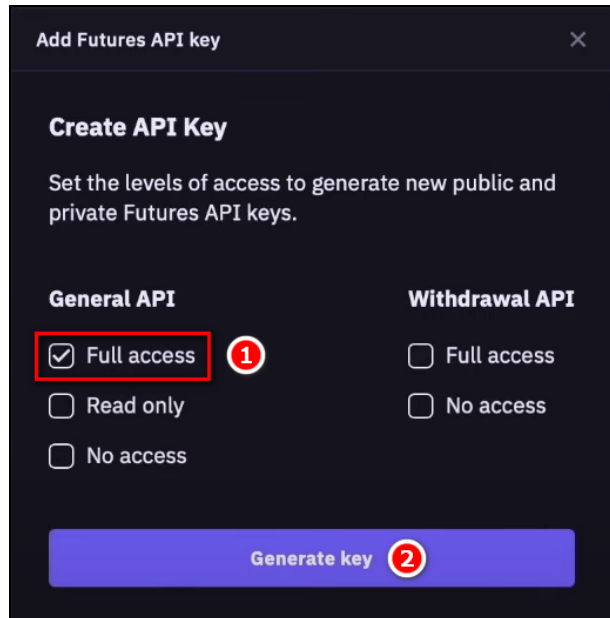 Add Futures API key
Create API Key
Set the levels of access to generate new public and
private Futures API keys.
General API
Withdrawal API
Full access
1
Full access
Read only
No access
No access
Generate key
2